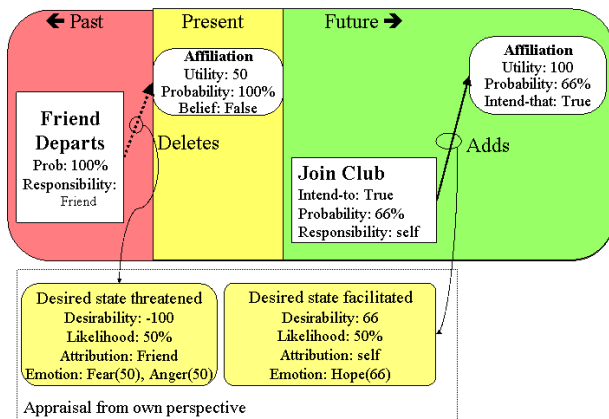 🡸 Past
Present
Future 🡺
Affiliation
Utility: 50
Probability: 100%
Belief: False
Affiliation
Utility: 100
Probability: 66%
Intend-that: True
Friend
Departs
Prob: 100%
Responsibility:
Friend
Deletes
Adds
Join Club
Intend-to: True
Probability: 66%
Responsibility: self
Desired state threatened
Desirability: -100
Likelihood: 50%
Attribution: Friend
Emotion: Fear(50), Anger(50)
Desired state facilitated
Desirability: 66
Likelihood: 50%
Attribution: self
Emotion: Hope(66)
Appraisal from own perspective